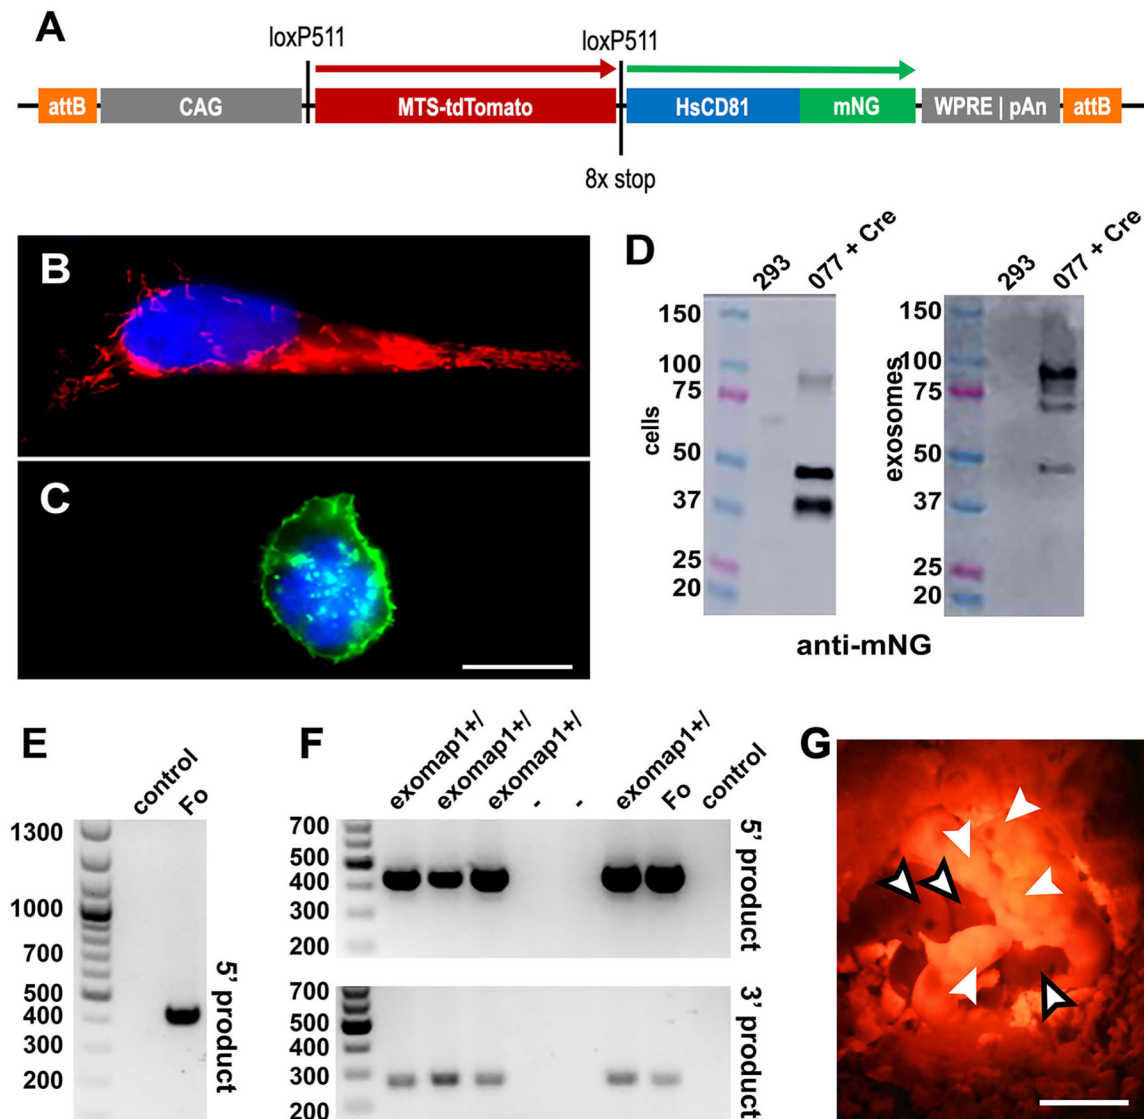 A
loxP511 loxP511
attB CAG MTS-tdTomato HsCD81 mNG WPRE | pAn attB
8x stop
B
C
D
293 077 + Cre
150
100
75
50
37
25
20
cells
293 077 + Cre
150
100
75
50
37
25
20
exosomes
anti-mNG
E
control Fo
1300
1000
700
500
400
300
200
5' product
F
exomap1+/ exomap1+/ exomap1+/ - - exomap1+/ Fo control
700
500
400
300
200
5' product
700
500
400
300
200
3' product
G